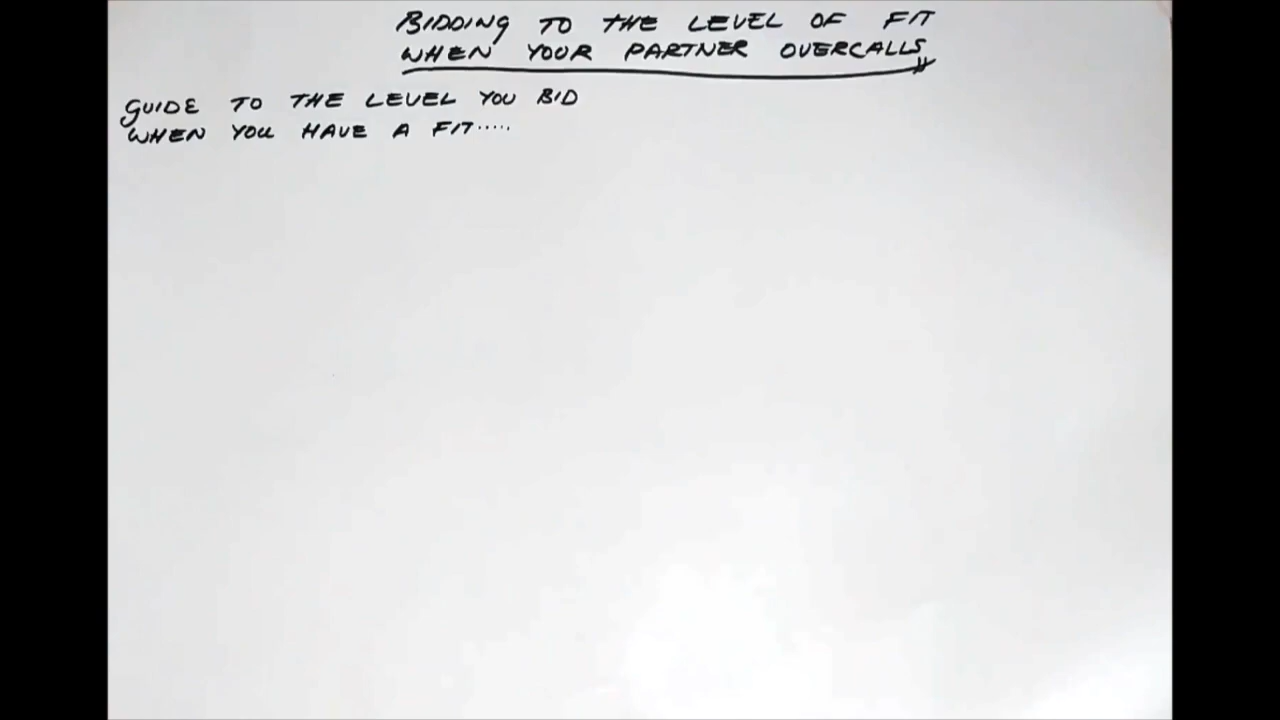 BIDDING TO THE LEVEL OF FIT
WHEN YOUR PARTNER OVERCALLS
GUIDE TO THE LEVEL YOU BID
WHEN YOU HAVE A FIT.....